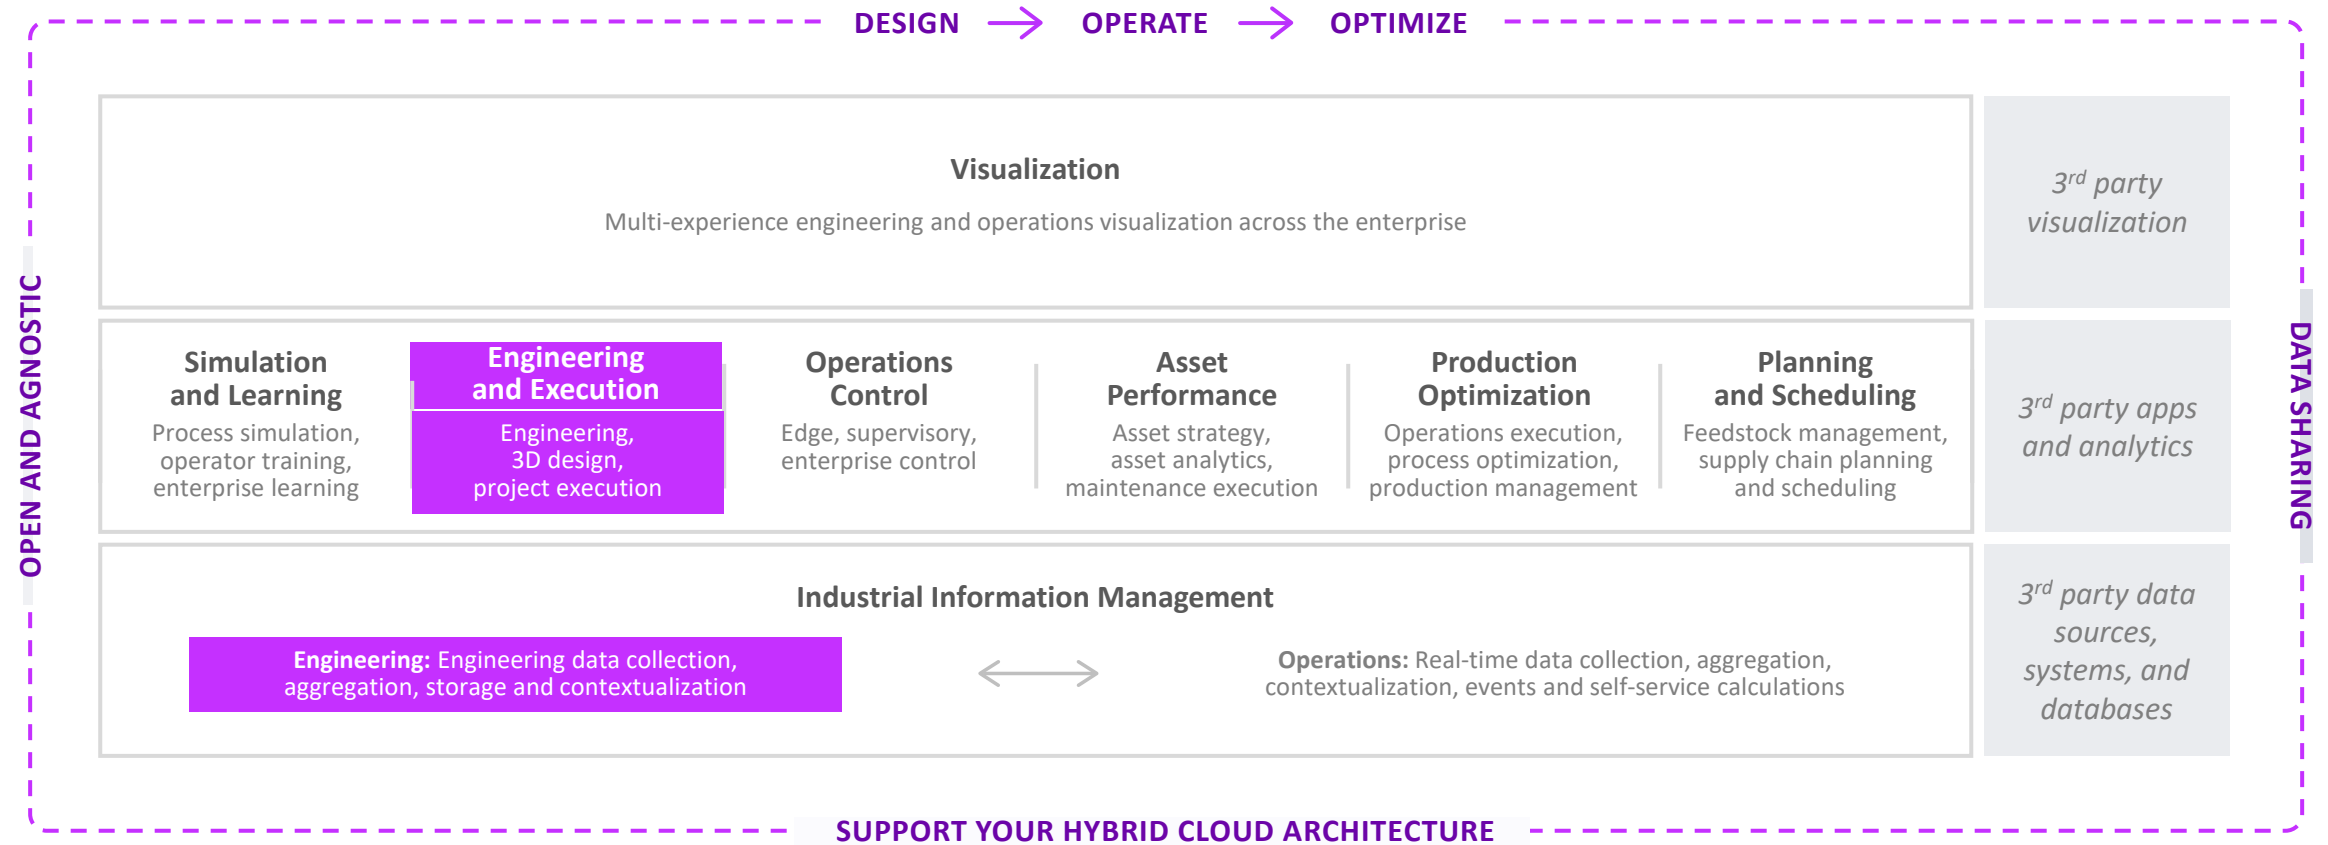 DESIGN → OPERATE → OPTIMIZE
OPEN AND AGNOSTIC
Visualization
Multi-experience engineering and operations visualization across the enterprise
3rd party
visualization
Simulation
and Learning
Process simulation,
operator training,
enterprise learning
Engineering
and Execution
Engineering,
3D design,
project execution
Operations
Control
Edge, supervisory,
enterprise control
Asset
Performance
Asset strategy,
asset analytics,
maintenance execution
Production
Optimization
Operations execution,
process optimization,
production management
Planning
and Scheduling
Feedstock management,
supply chain planning
and scheduling
3rd party apps
and analytics
DATA SHARING
Industrial Information Management
Engineering: Engineering data collection,
aggregation, storage and contextualization
Operations: Real-time data collection, aggregation,
contextualization, events and self-service calculations
3rd party data
sources,
systems, and
databases
SUPPORT YOUR HYBRID CLOUD ARCHITECTURE